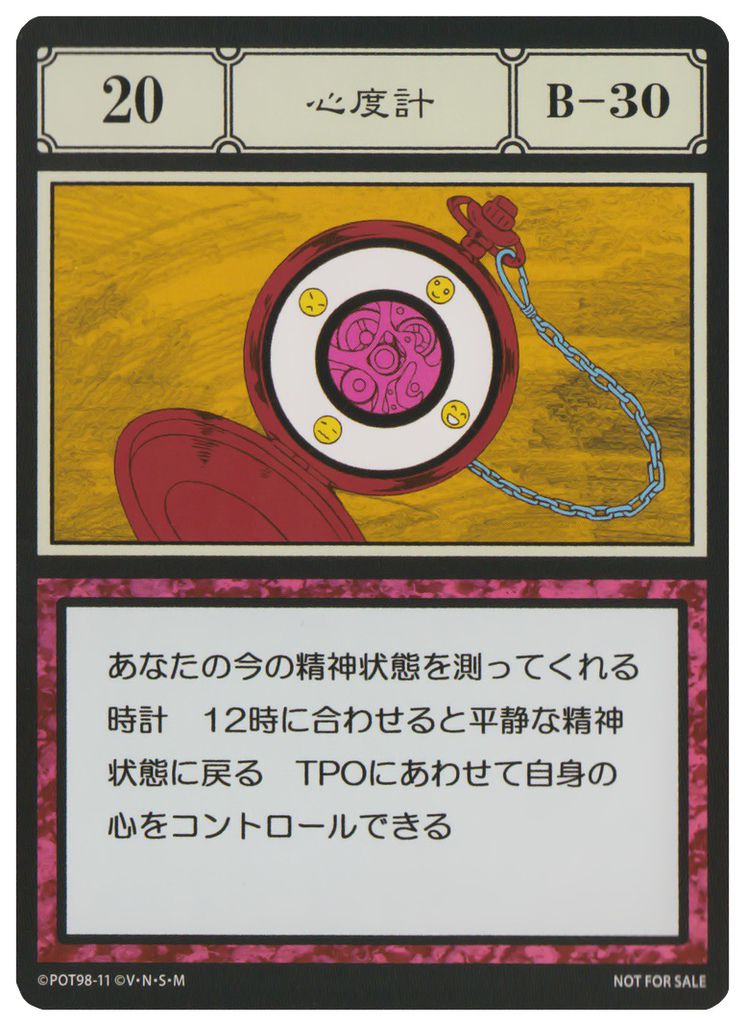 20
心度計
B-30
あなたの今の精神状態を測ってくれる
時計　12時に合わせると平静な精神
状態に戻る　TPOにあわせて自身の
心をコントロールできる
©POT98-11 ©V・N・S・M
NOT FOR SALE